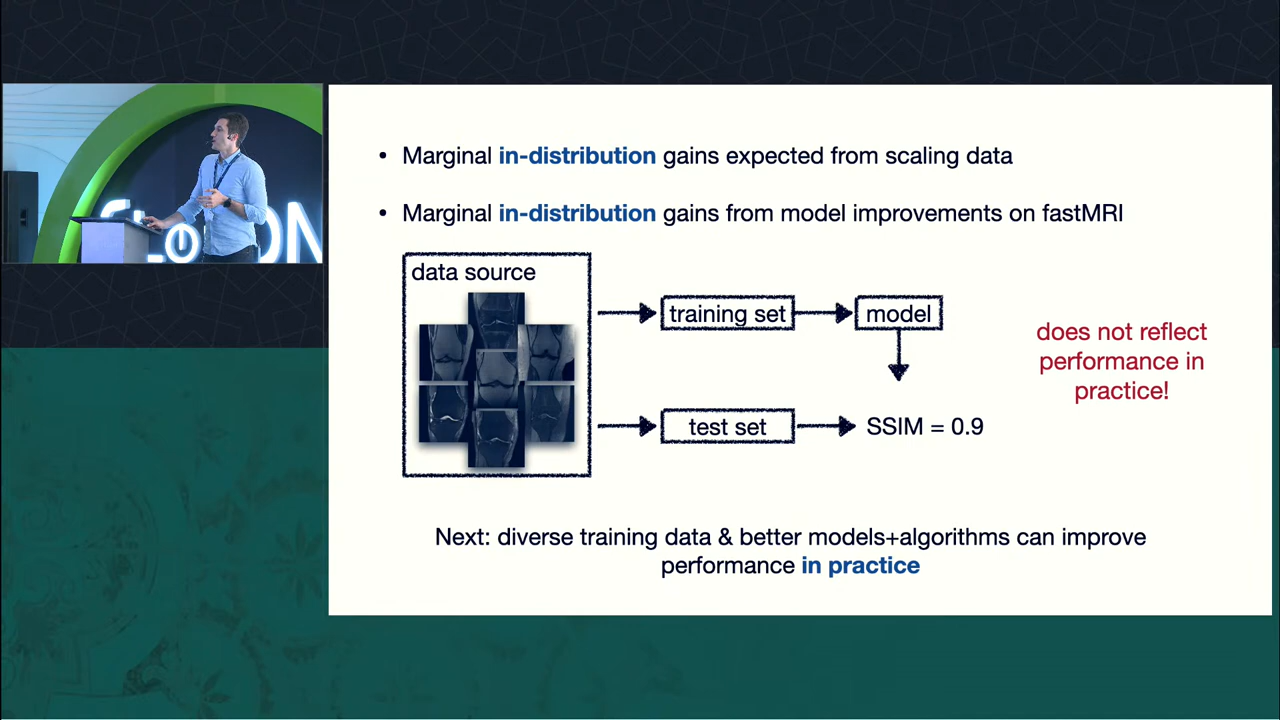 • Marginal in-distribution gains expected from scaling data
• Marginal in-distribution gains from model improvements on fastMRI
data source
training set
model
does not reflect
performance in
practice!
test set
SSIM = 0.9
Next: diverse training data & better models+algorithms can improve
performance in practice